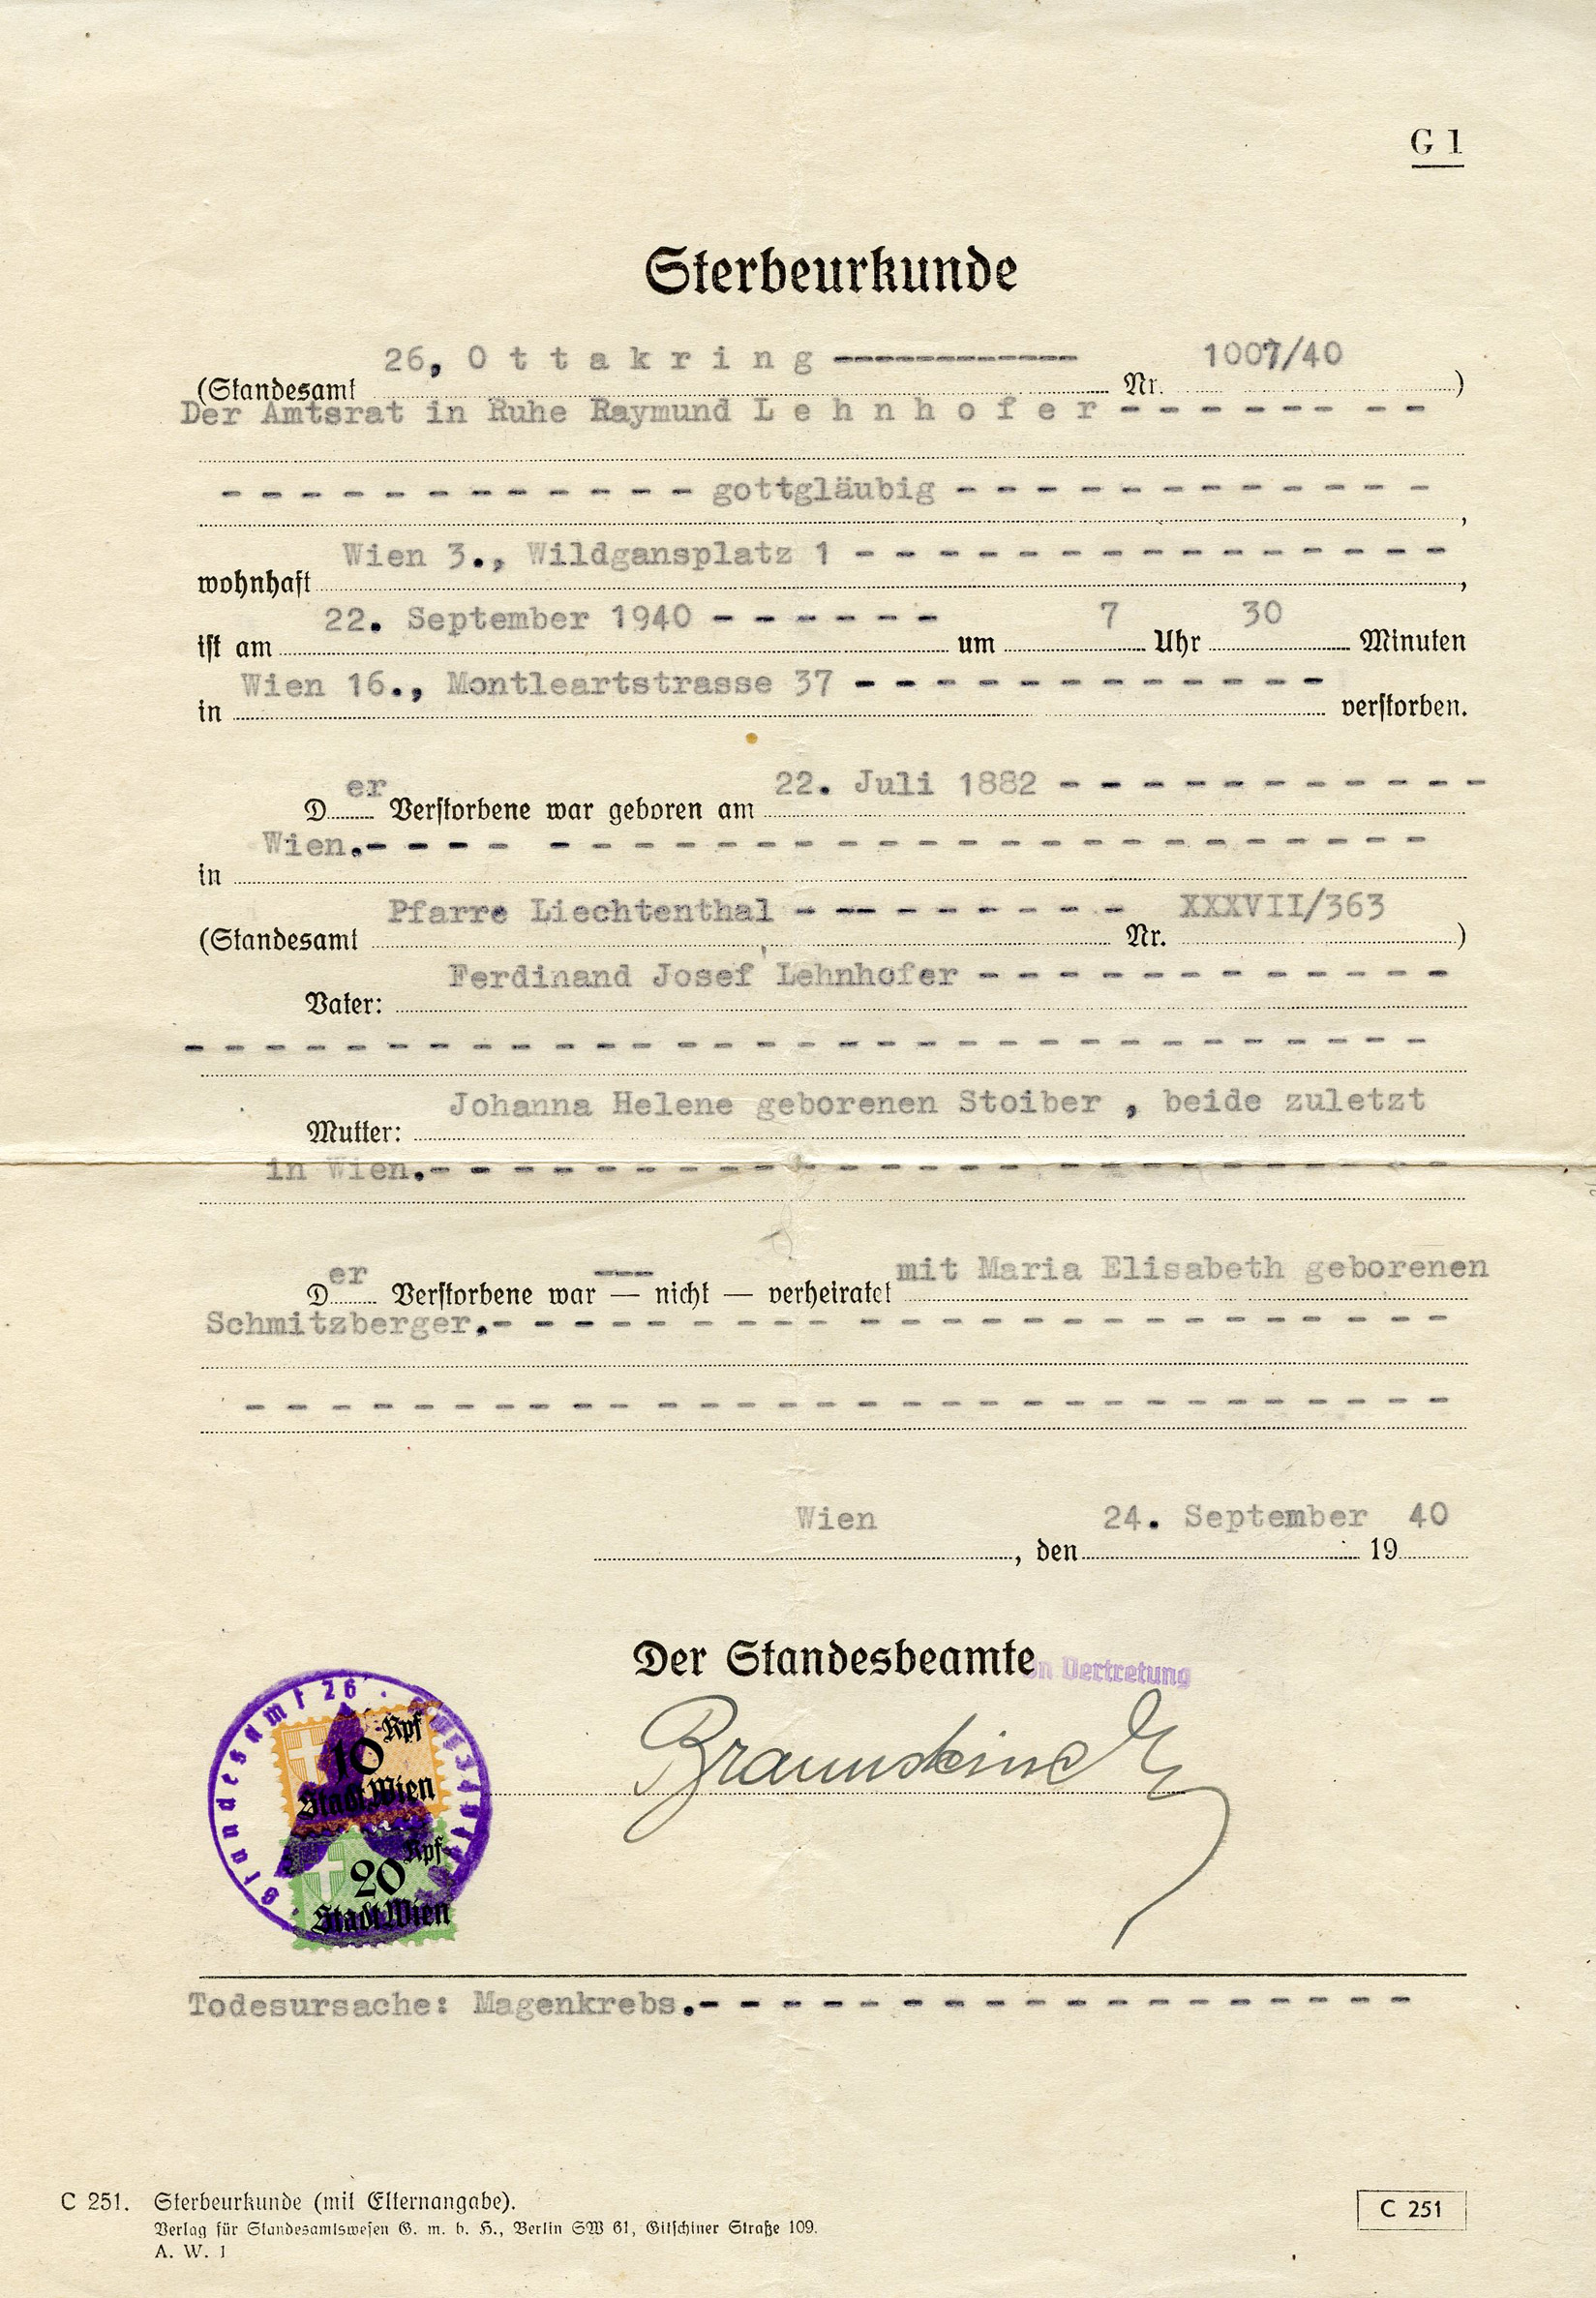 G 1
Sterbeurkunde
(Standesamt 26, O t t a k r i n g ------------ Nr. 1007/40 )
Der Amtsrat in Ruhe Raymund L e h n h o f e r - - - - - - - -
- - - - - - - - - - - - gottgläubig - - - - - - - - - - - - ,
wohnhaft Wien 3., Wildgansplatz 1 - - - - - - - - - - - - - - - ,
ist am 22. September 1940 - - - - - - um 7 Uhr 30 Minuten
in Wien 16., Montleartstrasse 37 - - - - - - - - - - - - verstorben.
Der Verstorbene war geboren am 22. Juli 1882 - - - - - - - - - - -
in Wien.- - - - - - - - - - - - - - - - - - - - - - - - - -
(Standesamt Pfarre Liechtenthal - - - - - - - - - Nr. XXXVII/363 )
Vater: Ferdinand Josef Lehnhofer - - - - - - - - - - - -
- - - - - - - - - - - - - - - - - - - - - - - - - - - - - - -
Mutter: Johanna Helene geborenen Stoiber , beide zuletzt
in Wien.- - - - - - - - - - - - - - - - - - - - - - - - - -
Der Verstorbene war — nicht — verheiratet mit Maria Elisabeth geborenen
Schmitzberger.- - - - - - - - - - - - - - - - - - - - - - - -
- - - - - - - - - - - - - - - - - - - - - - - - - - - - - -
Wien , den 24. September 19 40
Der Standesbeamte
In Vertretung
Standesamt 26
10 Rpf
Stadt Wien
20 Rpf
Stadt Wien
Todesursache: Magenkrebs.- - - - - - - - - - - - - - - - - -
C 251. Sterbeurkunde (mit Elternangabe).
Verlag für Standesamtswesen G. m. b. H., Berlin SW 61, Gitschiner Straße 109.
A. W. 1
C 251